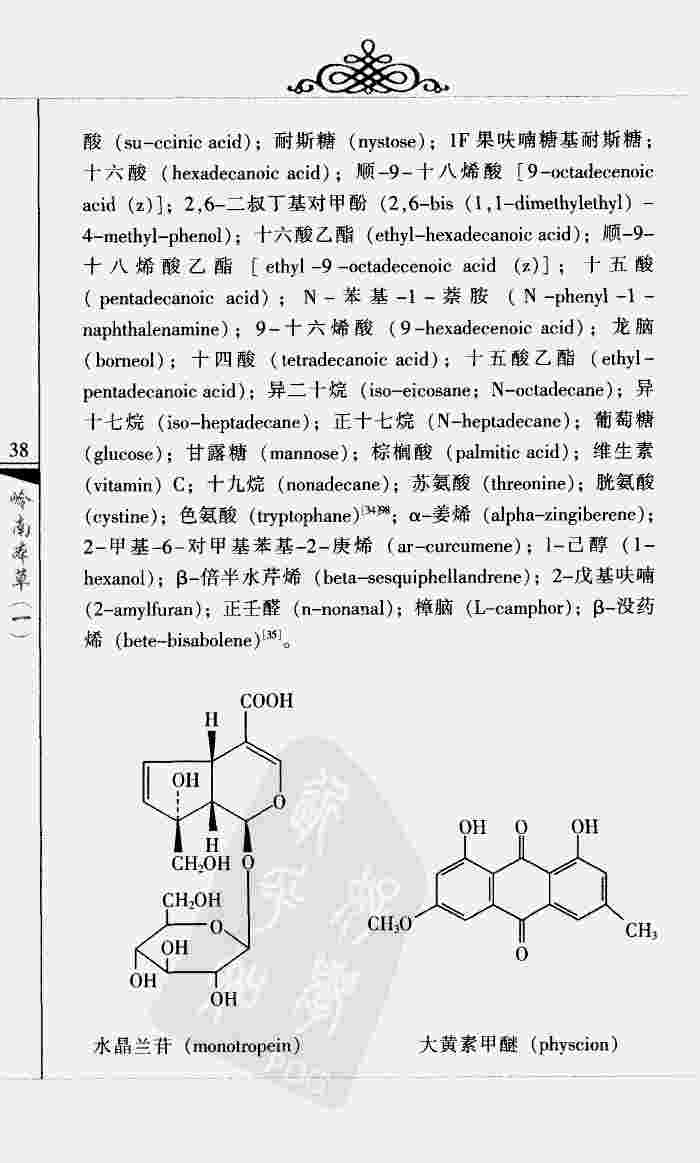 酸 (su-ccinic acid); 耐斯糖 (nystose); 1F 果呋喃糖基耐斯糖;
十六酸 (hexadecanoic acid); 顺-9-十八烯酸 [9-octadecenoic
acid (z)]; 2,6-二叔丁基对甲酚 (2,6-bis (1,1-dimethylethyl) -
4-methyl-phenol); 十六酸乙酯 (ethyl-hexadecanoic acid); 顺-9-
十八烯酸乙酯 [ethyl-9-octadecenoic acid (z)]; 十五酸
(pentadecanoic acid); N-苯基-1-萘胺 (N-phenyl-1-
naphthalenamine); 9-十六烯酸 (9-hexadecenoic acid); 龙脑
(borneol); 十四酸 (tetradecanoic acid); 十五酸乙酯 (ethyl-
pentadecanoic acid); 异二十烷 (iso-eicosane; N-octadecane); 异
十七烷 (iso-heptadecane); 正十七烷 (N-heptadecane); 葡萄糖
(glucose); 甘露糖 (mannose); 棕榈酸 (palmitic acid); 维生素
(vitamin) C; 十九烷 (nonadecane); 苏氨酸 (threonine); 胱氨酸
(cystine); 色氨酸 (tryptophane)[34]98; α-姜烯 (alpha-zingiberene);
2-甲基-6-对甲基苯基-2-庚烯 (ar-curcumene); 1-己醇 (1-
hexanol); β-倍半水芹烯 (beta-sesquiphellandrene); 2-戊基呋喃
(2-amylfuran); 正壬醛 (n-nonanal); 樟脑 (L-camphor); β-没药
烯 (bete-bisabolene)[35]。
38
岭南本草(一)
COOH
H
OH
O
H
CH₂OH O
CH₂OH
O
OH
OH
OH
水晶兰苷 (monotropein)
OH O OH
CH₃O
CH₃
O
大黄素甲醚 (physcion)